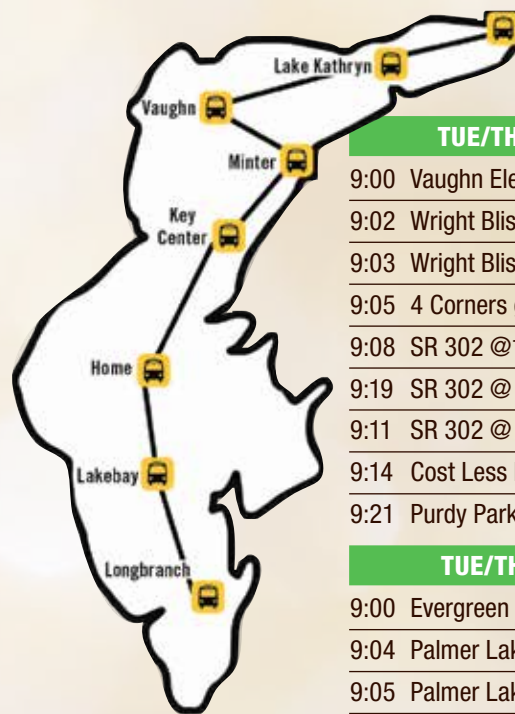 Lake Kathryn
Vaughn
Minter
Key
Center
Home
Lakebay
Longbranch
TUE/TH
9:00 Vaughn Ele
9:02 Wright Blis
9:03 Wright Blis
9:05 4 Corners
9:08 SR 302 @
9:19 SR 302 @
9:11 SR 302 @
9:14 Cost Less
9:21 Purdy Park
TUE/TH
9:00 Evergreen
9:04 Palmer Lak
9:05 Palmer Lak